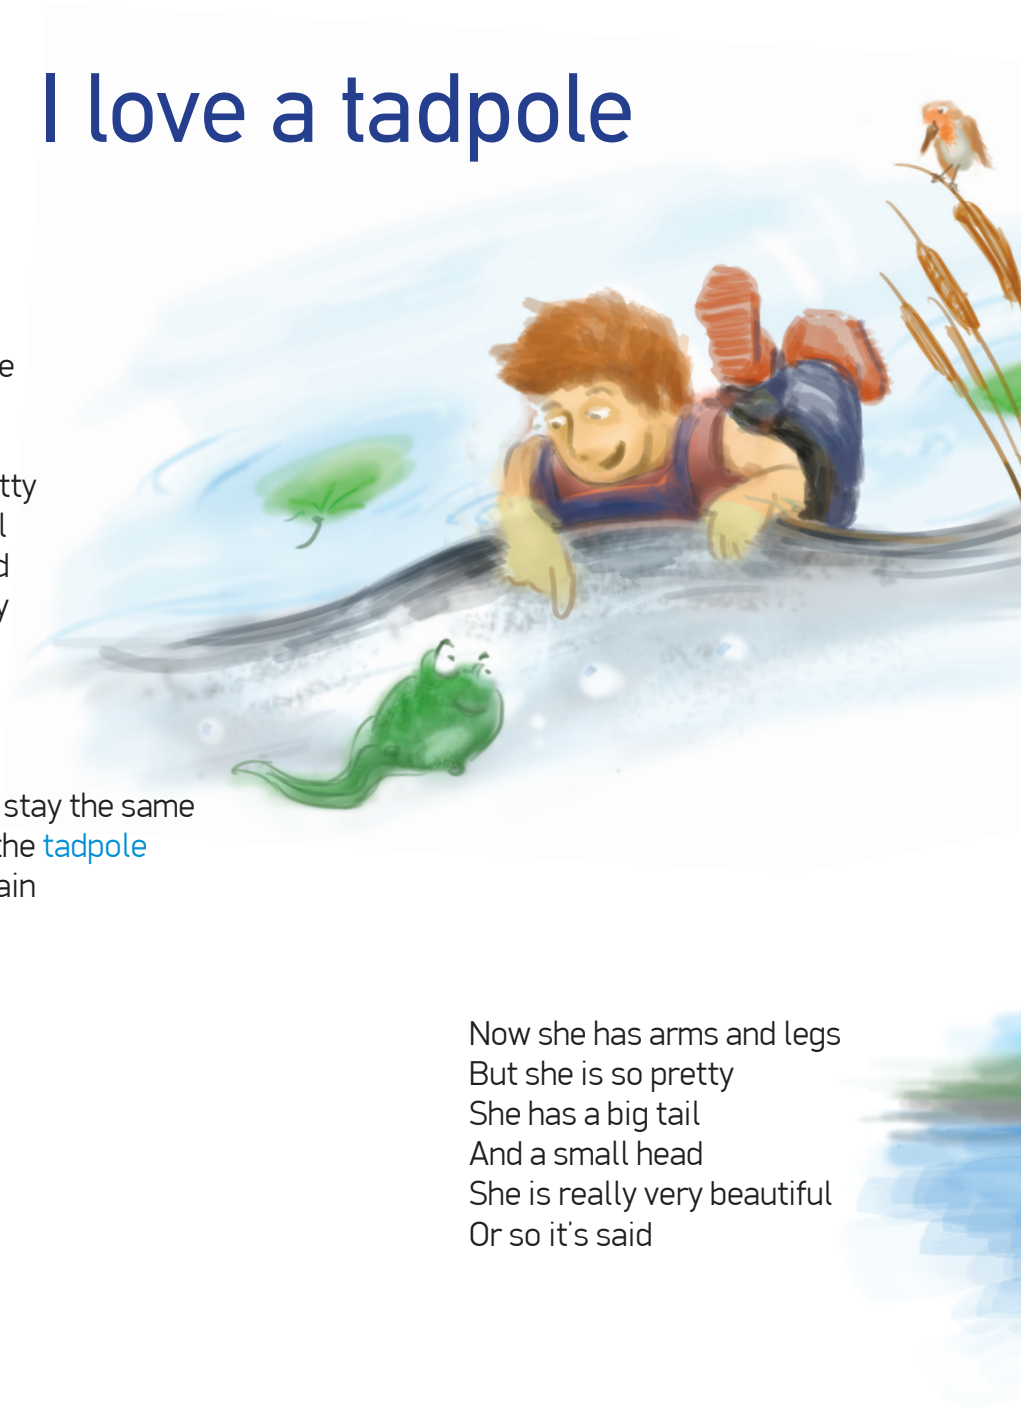 I love a tadpole
stay the same
the tadpole
Now she has arms and legs
But she is so pretty
She has a big tail
And a small head
She is really very beautiful
Or so it's said